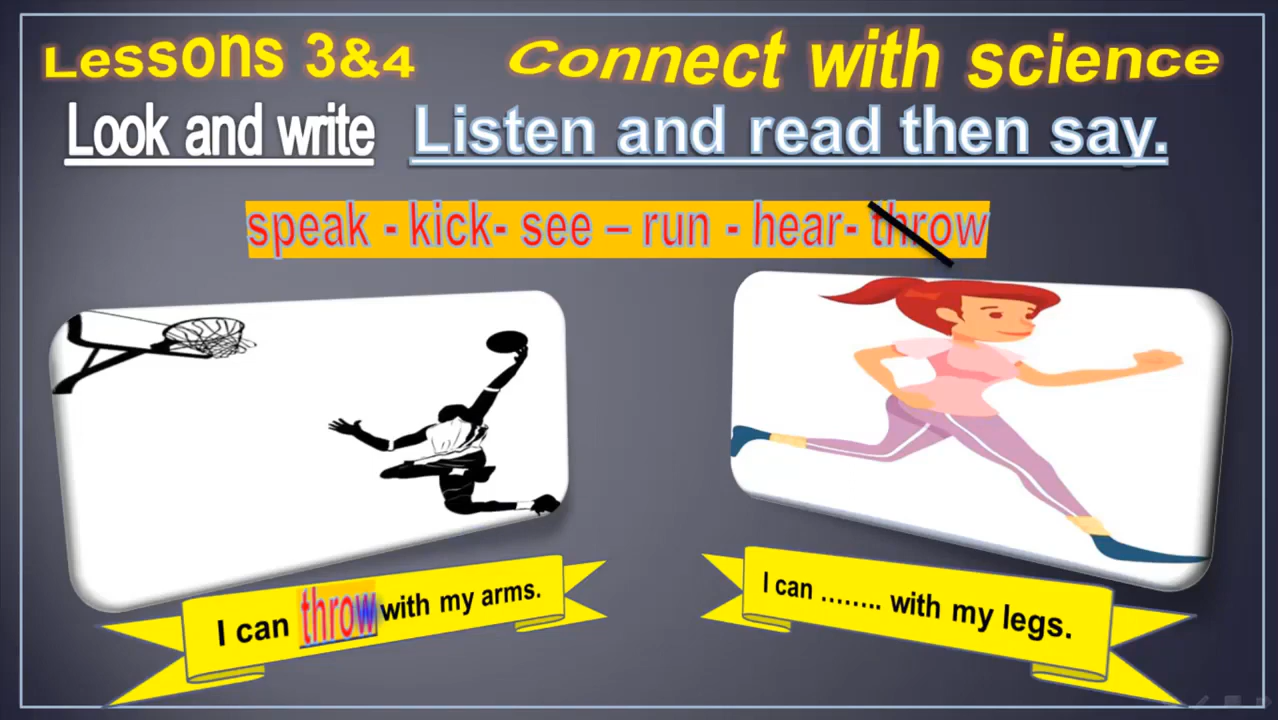 Lessons 3&4 Connect with science
Look and write Listen and read then say.
speak - kick- see – run - hear- throw
I can throw with my arms.
I can …….. with my legs.